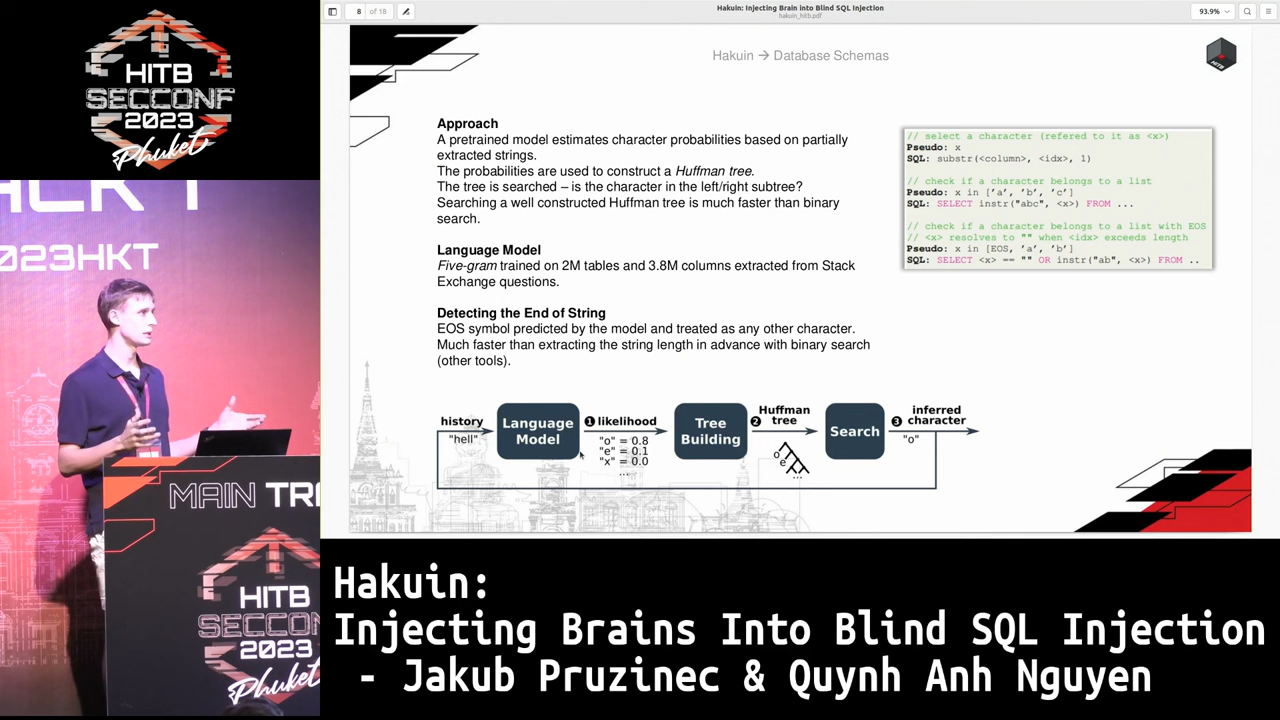 HITB
SECCONF
2023
Phuket
2023HKT
MAIN TRA
HITB
SECCON
2023
Phuket
8 of 18
Hakuin: Injecting Brain into Blind SQL Injection
hakuin_hitb.pdf
93.9%
Hakuin → Database Schemas
HITB
Approach
A pretrained model estimates character probabilities based on partially
extracted strings.
The probabilities are used to construct a Huffman tree.
The tree is searched – is the character in the left/right subtree?
Searching a well constructed Huffman tree is much faster than binary
search.
Language Model
Five-gram trained on 2M tables and 3.8M columns extracted from Stack
Exchange questions.
Detecting the End of String
EOS symbol predicted by the model and treated as any other character.
Much faster than extracting the string length in advance with binary search
(other tools).
// select a character (refered to it as <x>)
Pseudo: x
SQL: substr(<column>, <idx>, 1)
// check if a character belongs to a list
Pseudo: x in ['a', 'b', 'c']
SQL: SELECT instr("abc", <x>) FROM ...
// check if a character belongs to a list with EOS
// <x> resolves to "" when <idx> exceeds length
Pseudo: x in [EOS, 'a', 'b']
SQL: SELECT <x> == "" OR instr("ab", <x>) FROM ..
history
"hell"
Language
Model
1 likelihood
"o" = 0.8
"e" = 0.1
"x" = 0.0
...
Tree
Building
Huffman
2 tree
o
e
...
Search
inferred
3 character
"o"
Hakuin:
Injecting Brains Into Blind SQL Injection
- Jakub Pruzinec & Quynh Anh Nguyen